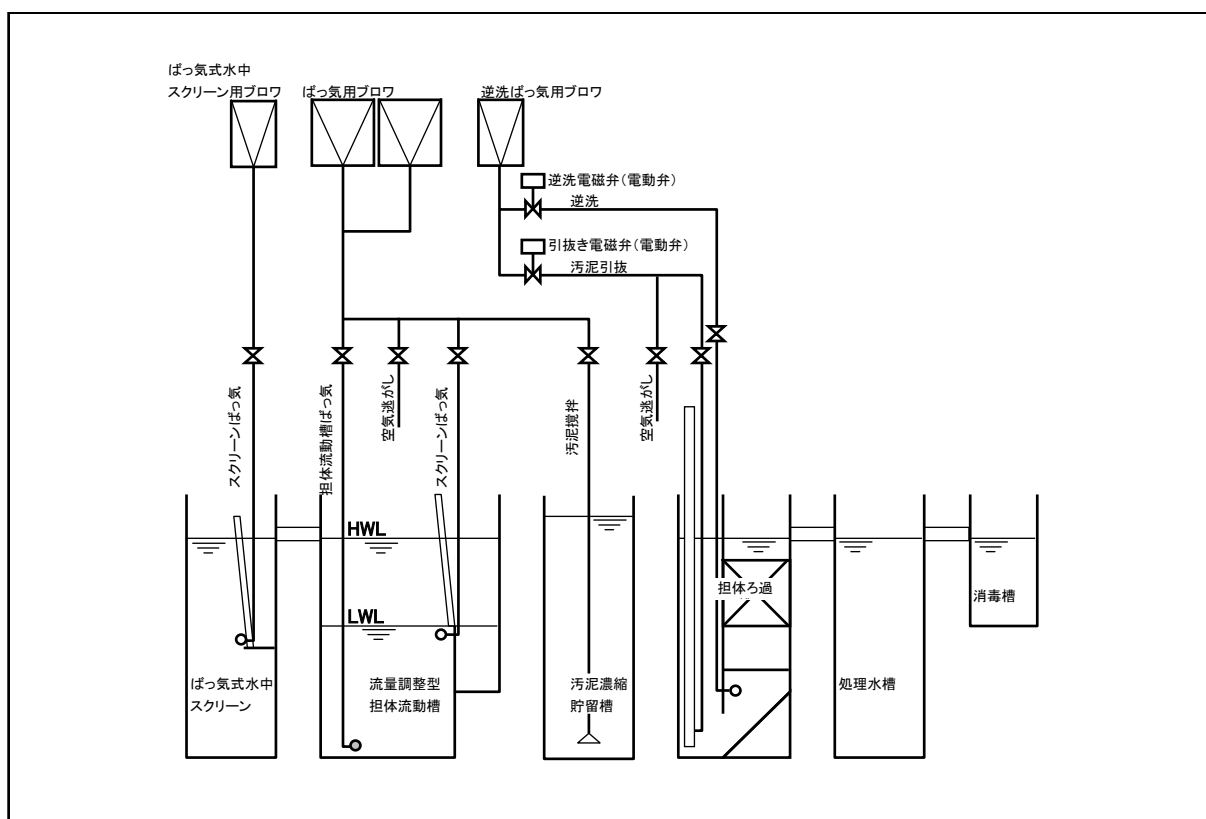 ばっ気式水中
スクリーン用ブロワ
ばっ気用ブロワ
逆洗ばっ気用ブロワ
逆洗電磁弁(電動弁)
逆洗
引抜き電磁弁(電動弁)
汚泥引抜
スクリーンばっ気
担体流動槽ばっ気
空気逃がし
スクリーンばっ気
汚泥撹拌
空気逃がし
HWL
LWL
担体ろ過
消毒槽
ばっ気式水中
スクリーン
流量調整型
担体流動槽
汚泥濃縮
貯留槽
処理水槽